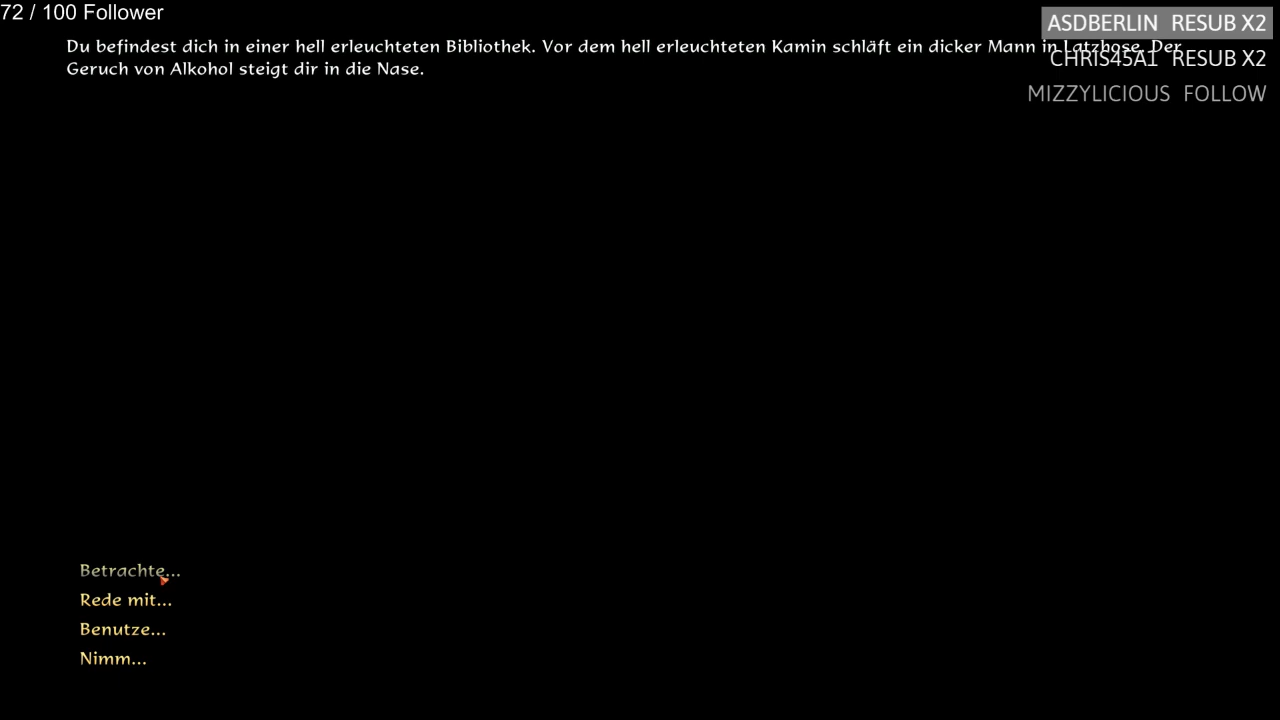 72 / 100 Follower
ASDBERLIN RESUB X2
Du befindest dich in einer hell erleuchteten Bibliothek. Vor dem hell erleuchteten Kamin schläft ein dicker Mann in Latzhose. Der
CHRIS45A1 RESUB X2
Geruch von Alkohol steigt dir in die Nase.
MIZZYLICIOUS FOLLOW
Betrachte...
Rede mit...
Benutze...
Nimm...